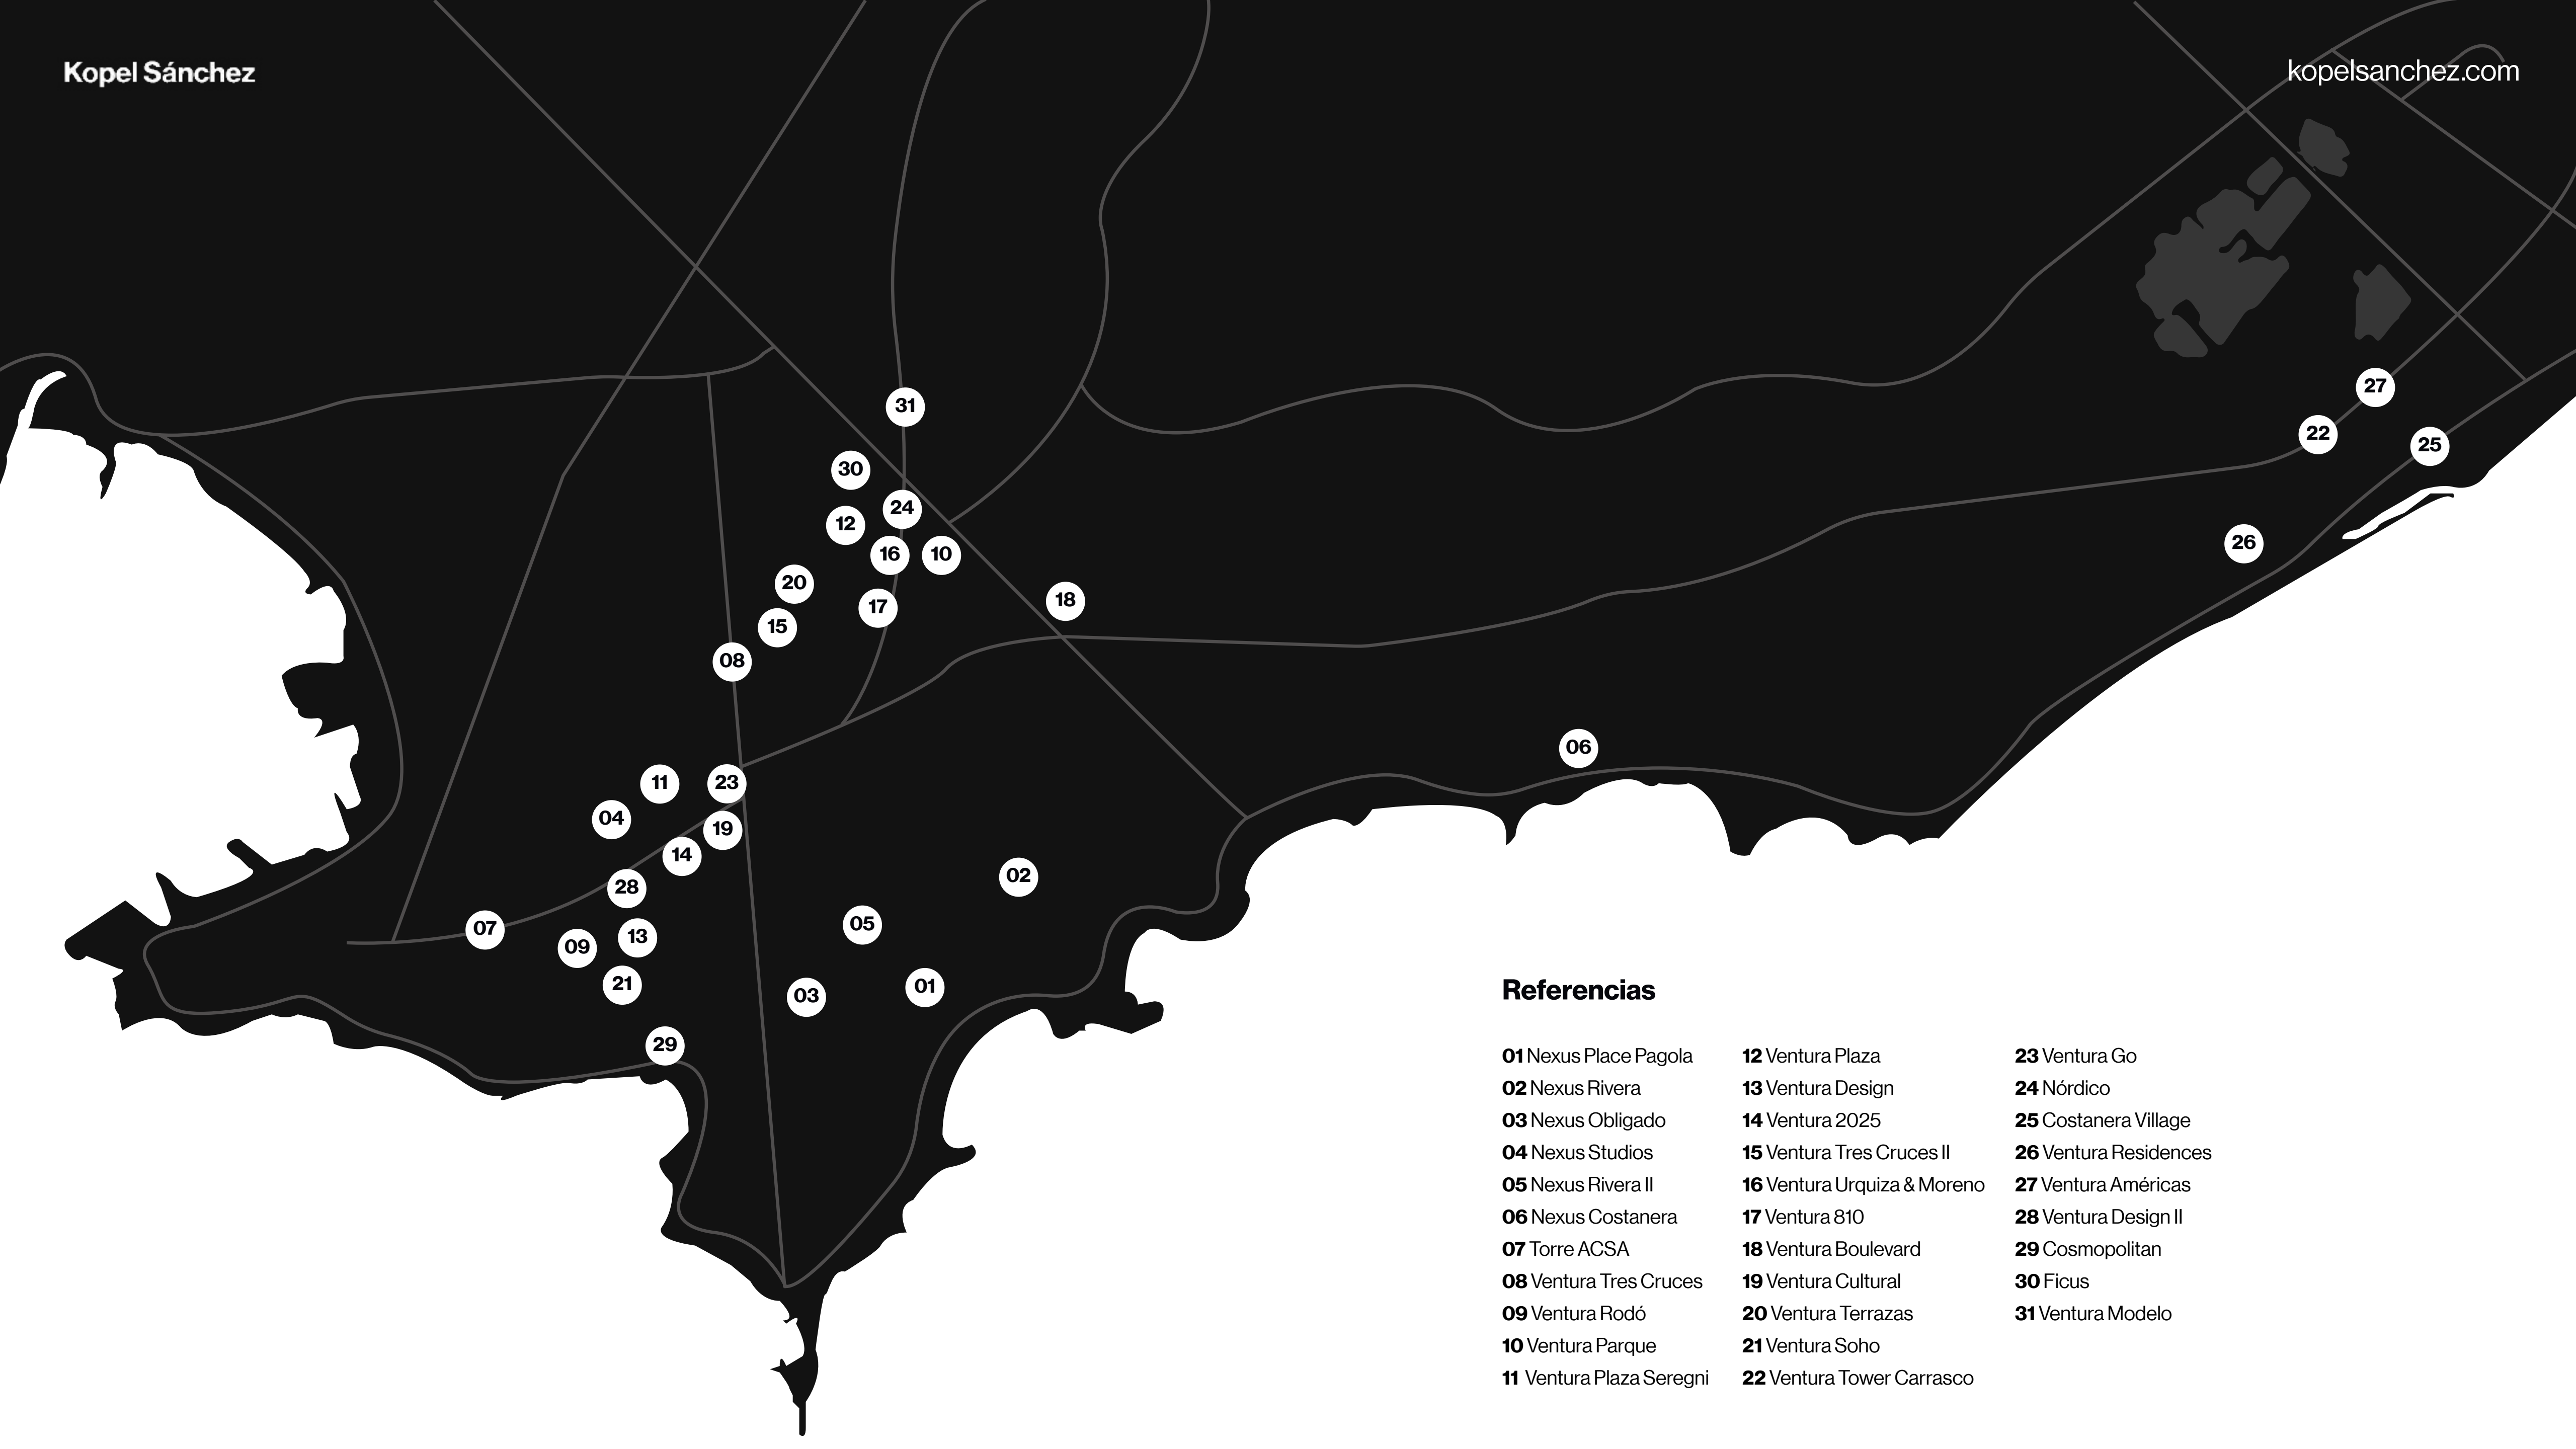 Kopel Sánchez
kopelsanchez.com
31
27
22
25
30
24
12
16
10
26
20
18
17
15
08
06
11
23
04
19
14
02
28
05
07
13
09
21
01
03
29
Referencias
01 Nexus Place Pagola
02 Nexus Rivera
03 Nexus Obligado
04 Nexus Studios
05 Nexus Rivera II
06 Nexus Costanera
07 Torre ACSA
08 Ventura Tres Cruces
09 Ventura Rodó
10 Ventura Parque
11 Ventura Plaza Seregni
12 Ventura Plaza
13 Ventura Design
14 Ventura 2025
15 Ventura Tres Cruces II
16 Ventura Urquiza & Moreno
17 Ventura 810
18 Ventura Boulevard
19 Ventura Cultural
20 Ventura Terrazas
21 Ventura Soho
22 Ventura Tower Carrasco
23 Ventura Go
24 Nórdico
25 Costanera Village
26 Ventura Residences
27 Ventura Américas
28 Ventura Design II
29 Cosmopolitan
30 Ficus
31 Ventura Modelo